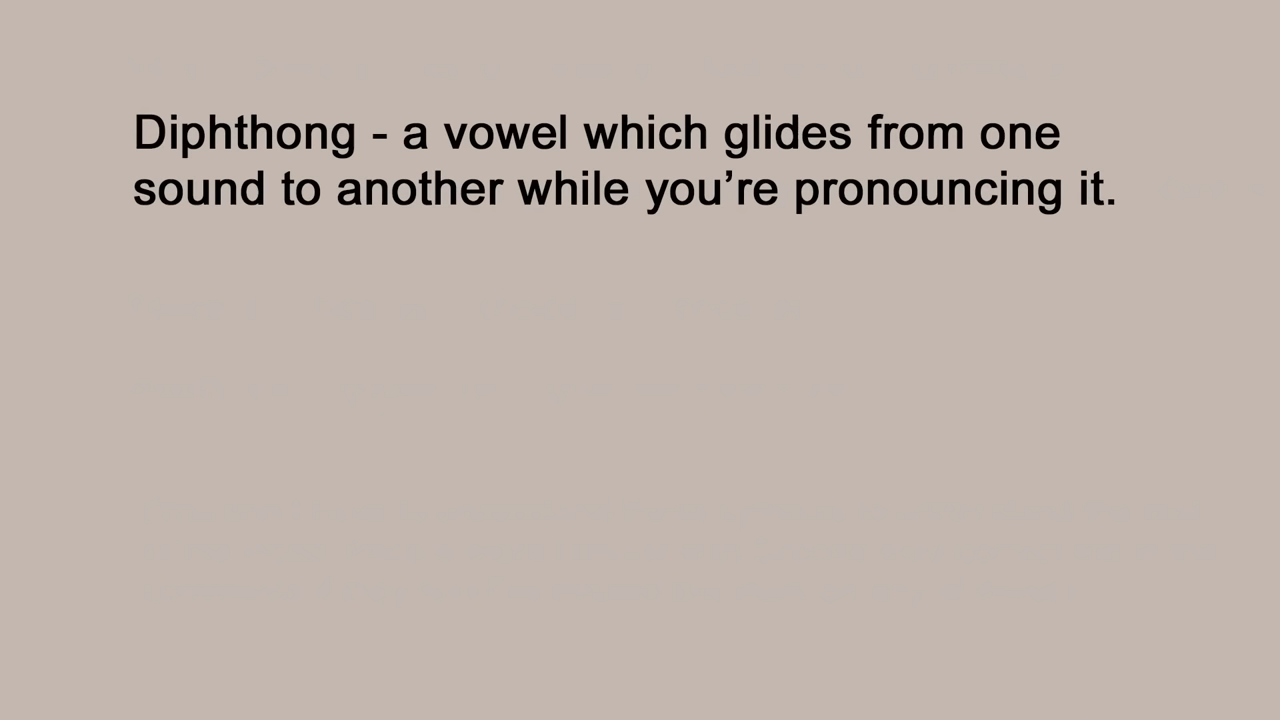 Diphthong - a vowel which glides from one
sound to another while you’re pronouncing it.